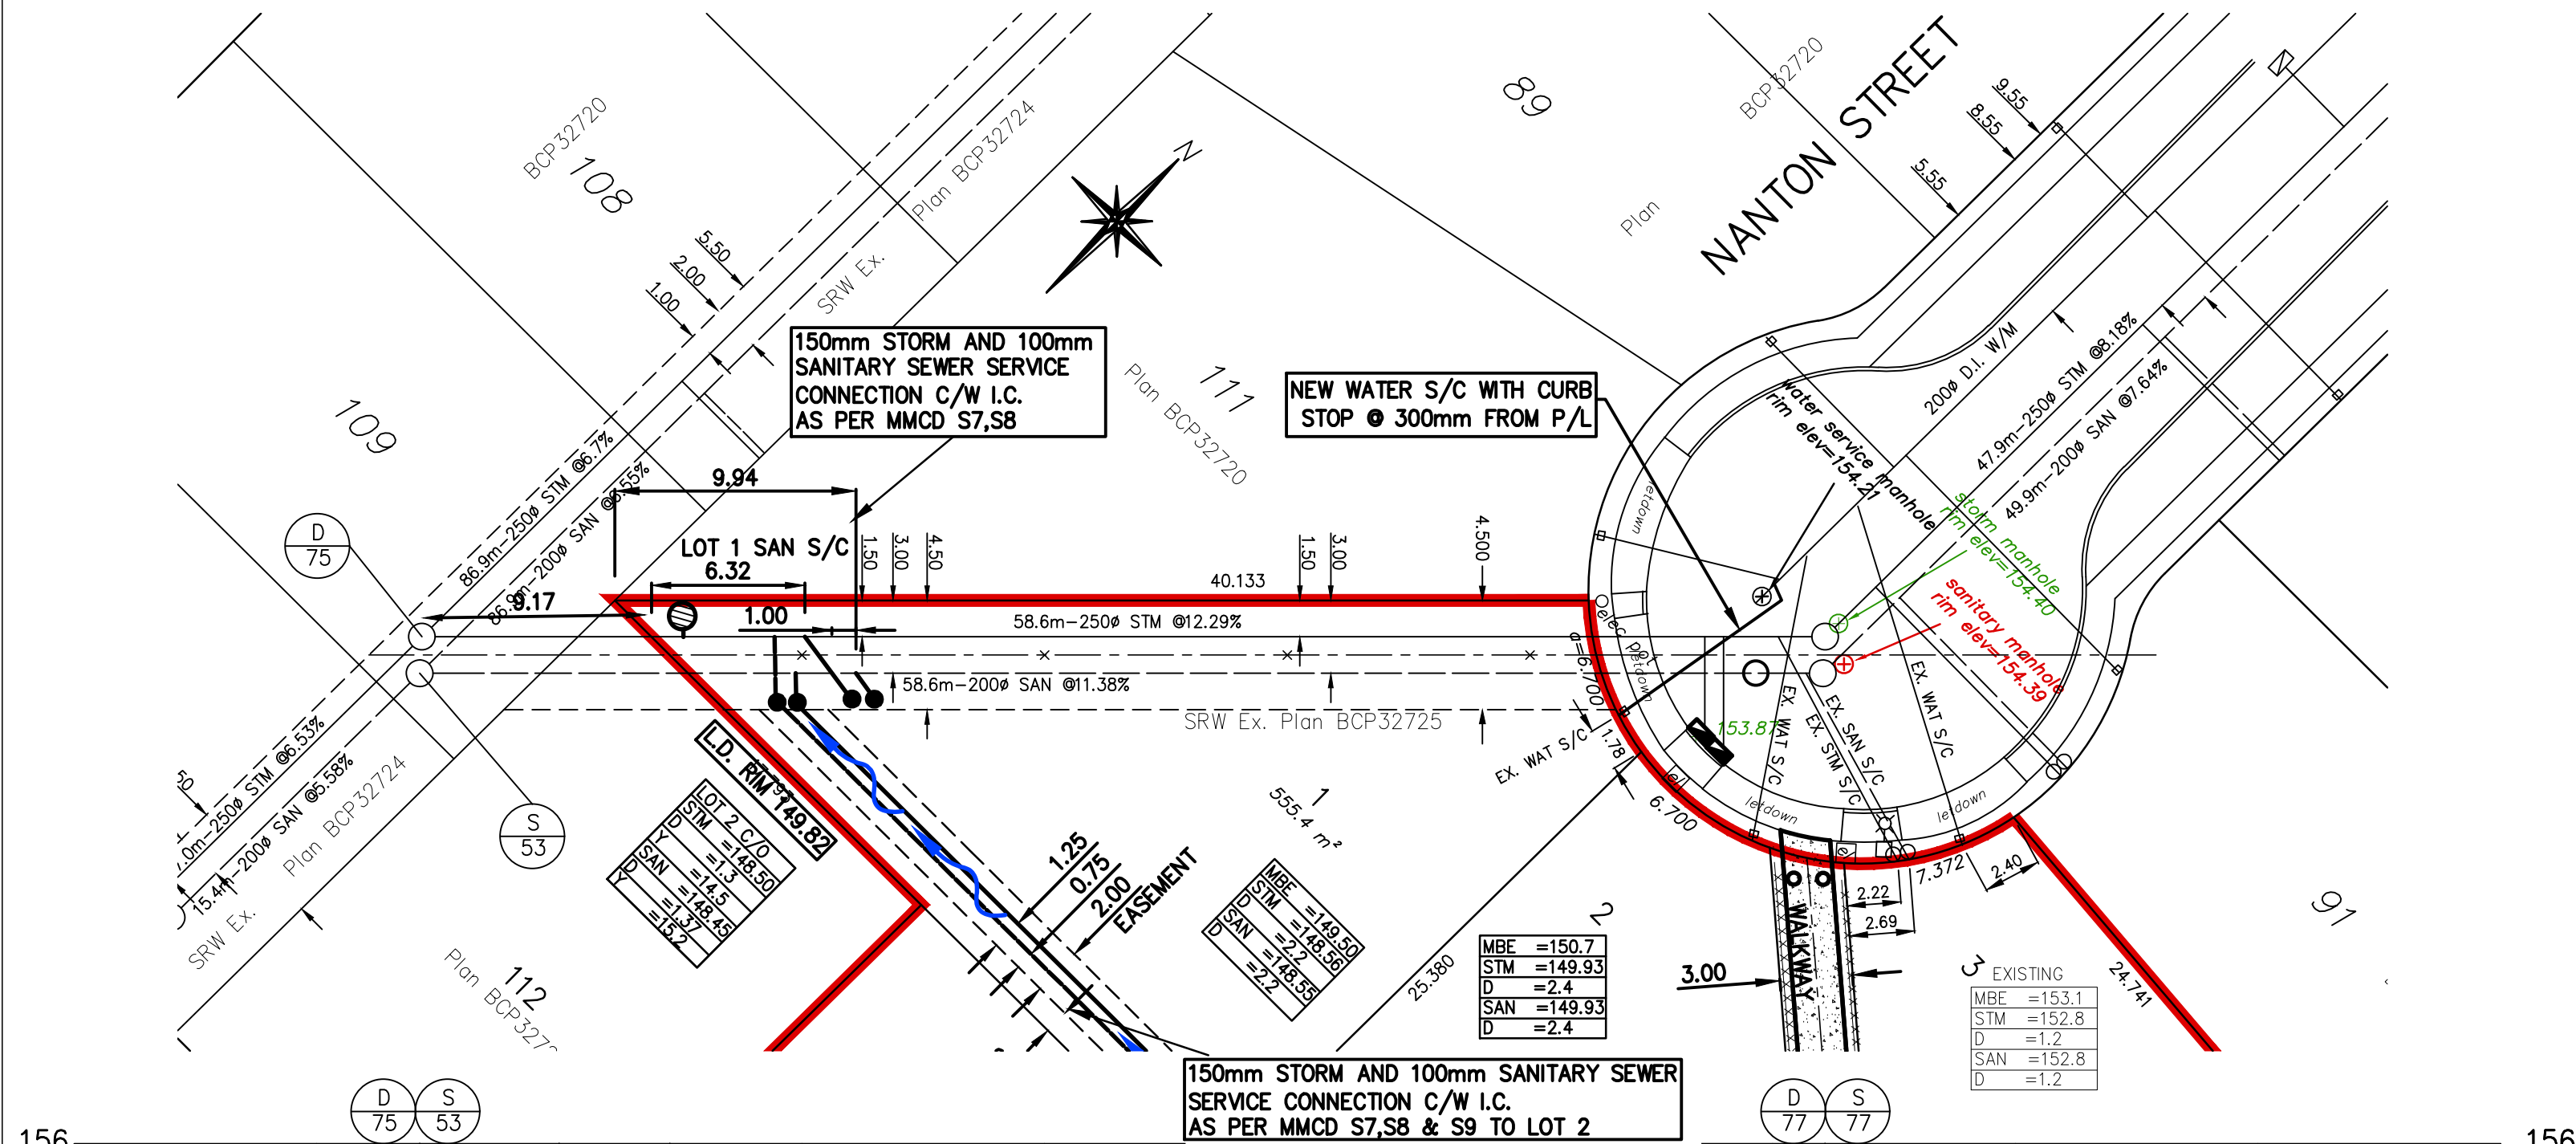 BCP32720
108
Plan BCP32724
SRW Ex.
5.50
2.00
1.00
109
N
89
BCP32720
Plan
NANTON STREET
9.55
8.55
5.55
150mm STORM AND 100mm
SANITARY SEWER SERVICE
CONNECTION C/W I.C.
AS PER MMCD S7,S8
111
Plan BCP32720
NEW WATER S/C WITH CURB
STOP @ 300mm FROM P/L
water service manhole
rim elev=154.21
200ø D.I. W/M
47.9m-250ø STM @8.18%
49.9m-200ø SAN @7.64%
storm manhole
rim elev=154.40
sanitary manhole
rim elev=154.39
86.9m-250ø STM @6.7%
86.9m-200ø SAN @6.55%
D
75
9.94
LOT 1 SAN S/C
6.32
9.17
1.00
1.50
3.00
4.50
40.133
1.50
3.00
4.500
58.6m-250ø STM @12.29%
58.6m-200ø SAN @11.38%
SRW Ex. Plan BCP32725
letdown
elec
letdown
a=6.700
EX. WAT S/C
1.78
6.700
153.87
EX. WAT S/C
EX. STM S/C
EX. SAN S/C
EX. WAT S/C
letdown
letdown
7.372
2.40
2.22
2.69
S
53
.0m-250ø STM @6.53%
15.4m-200ø SAN @5.58%
Plan BCP32724
SRW Ex.
L.D. RIM 149.82
LOT 2 C/O
STM =148.50
D =1.3
Y =14.5
SAN =148.45
D =1.37
Y =15.2
1.25
0.75
2.00
EASEMENT
1
555.4 m²
MBE =149.50
STM =148.56
D =2.2
SAN =148.55
D =2.2
25.380
2
MBE =150.7
STM =149.93
D =2.4
SAN =149.93
D =2.4
WALKWAY
3.00
3 EXISTING
MBE =153.1
STM =152.8
D =1.2
SAN =152.8
D =1.2
24.741
91
112
Plan BCP327
150mm STORM AND 100mm SANITARY SEWER
SERVICE CONNECTION C/W I.C.
AS PER MMCD S7,S8 & S9 TO LOT 2
D
75
S
53
D
77
S
77
156
156